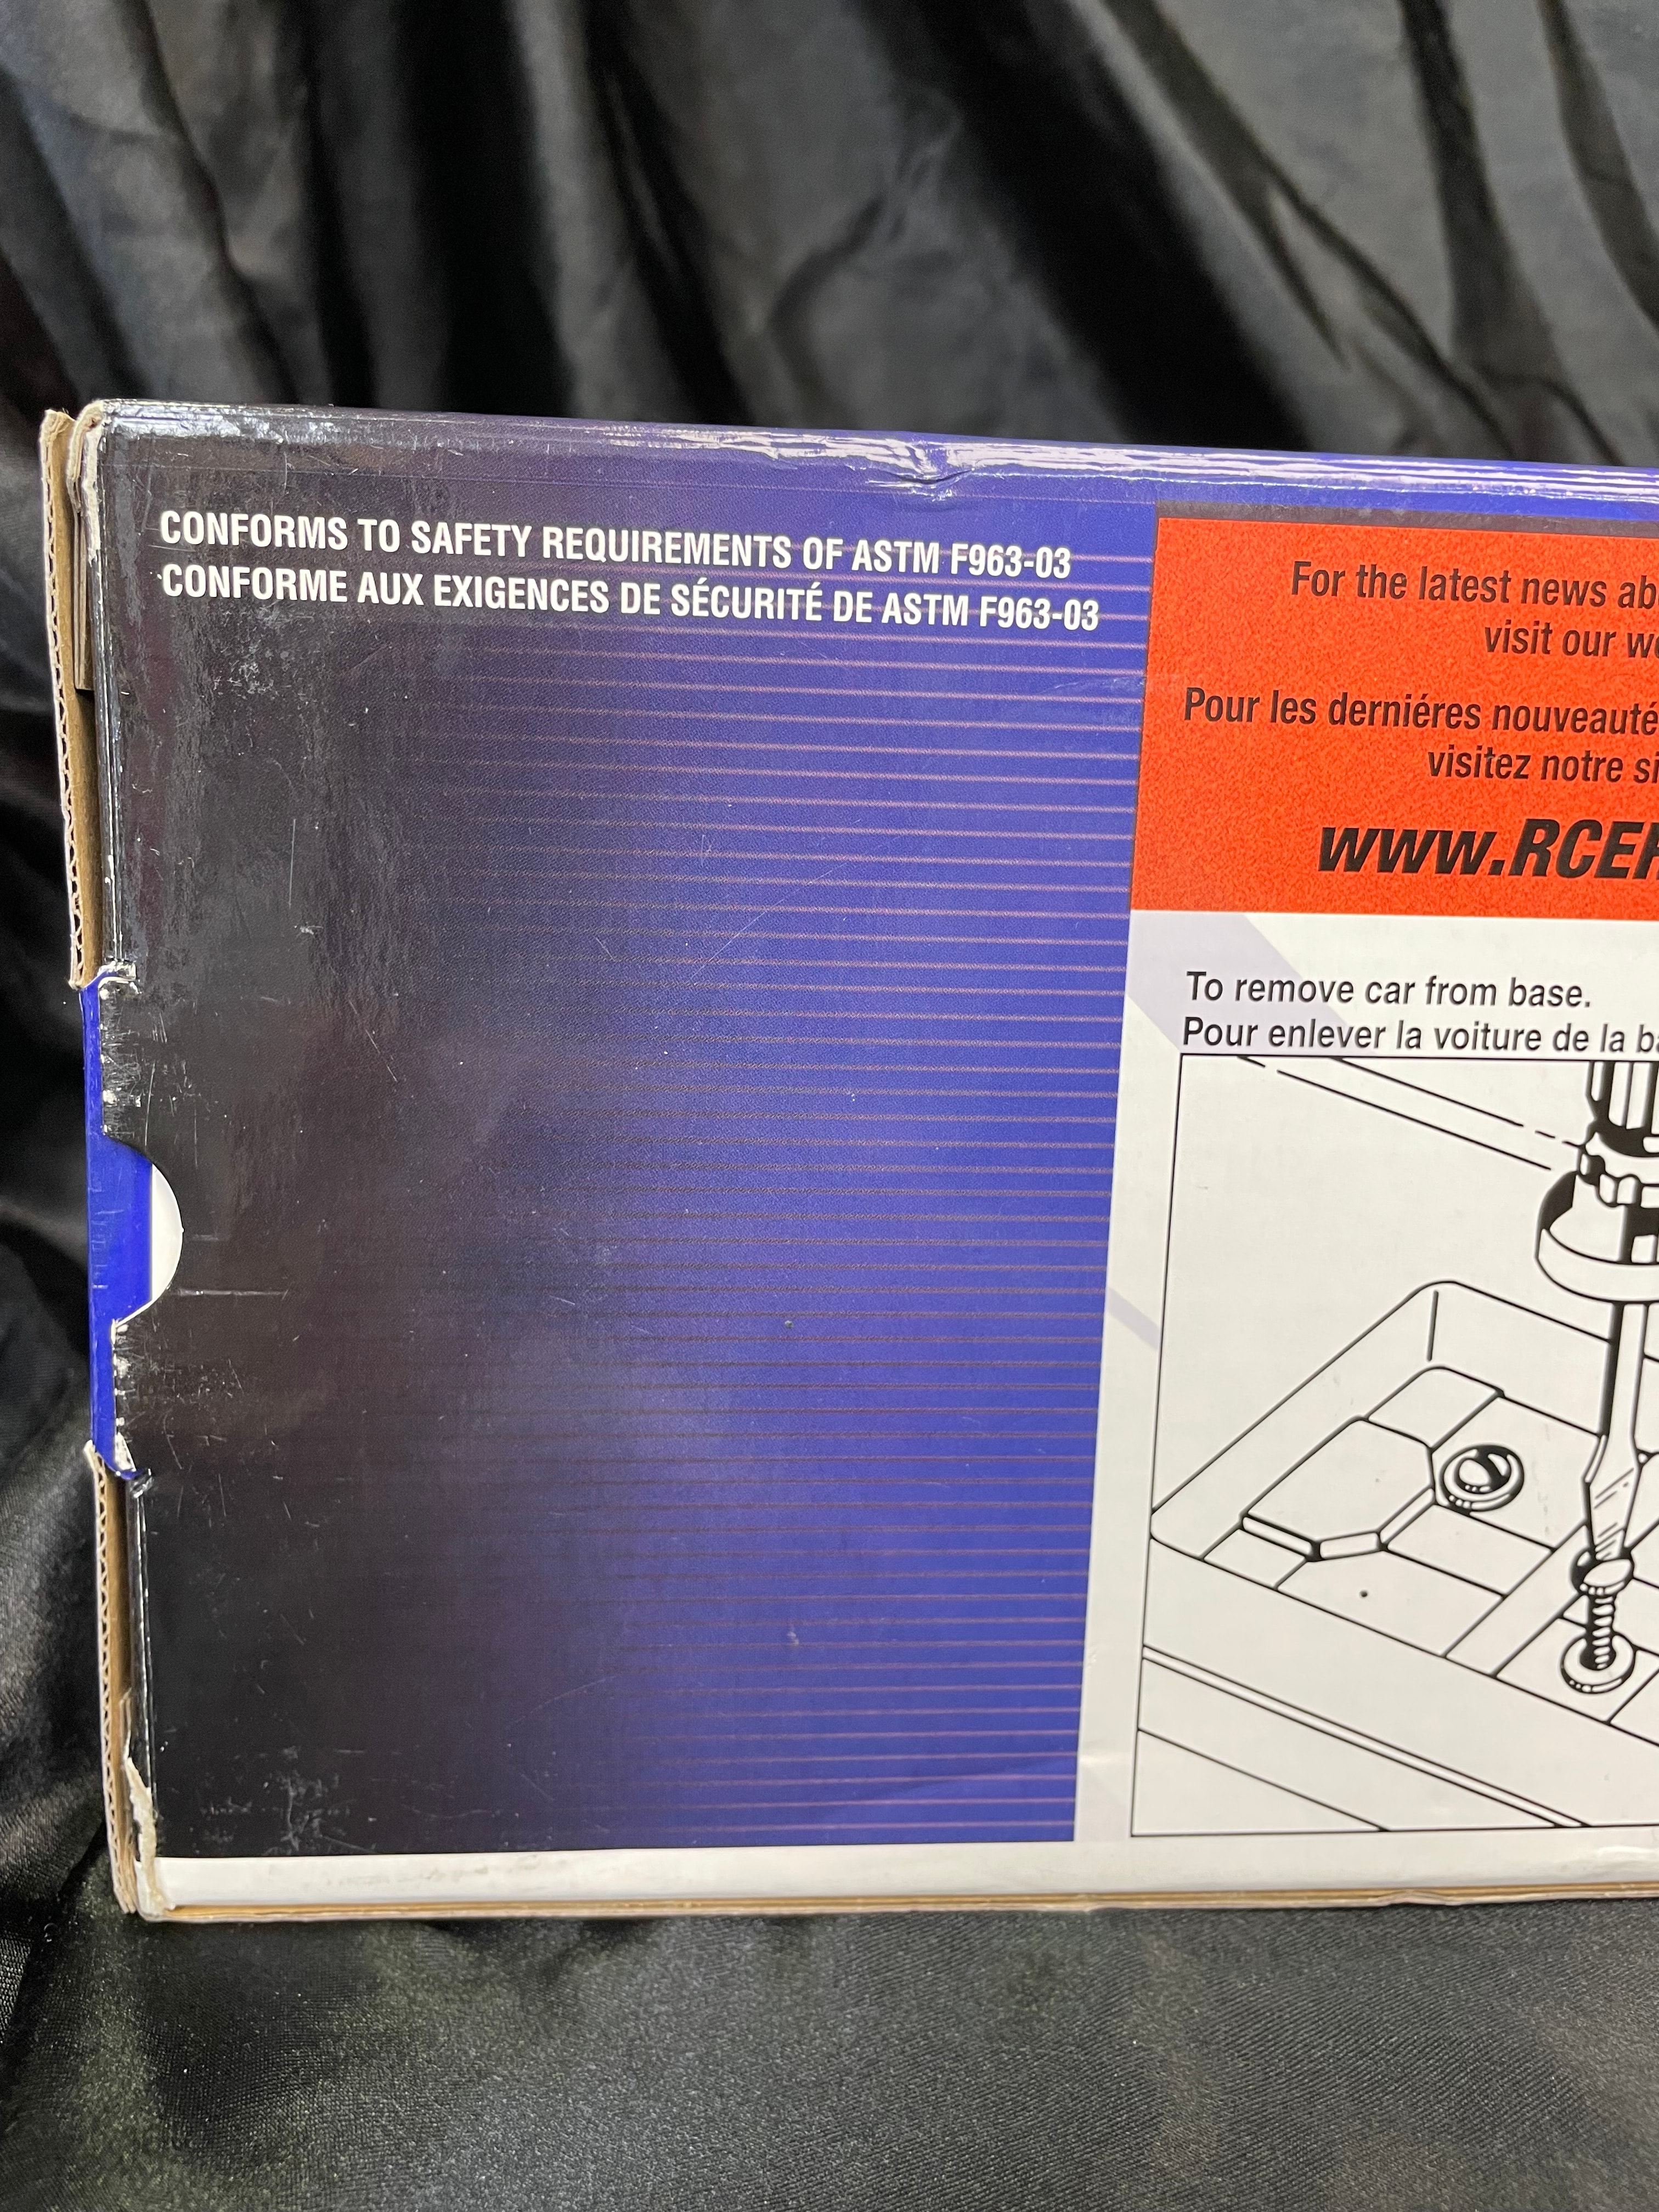 CONFORMS TO SAFETY REQUIREMENTS OF ASTM F963-03
CONFORME AUX EXIGENCES DE SÉCURITÉ DE ASTM F963-03
For the latest news
visit our
Pour les derniéres
visitez notre
To remove car from base.
Pour enlever la voiture de la